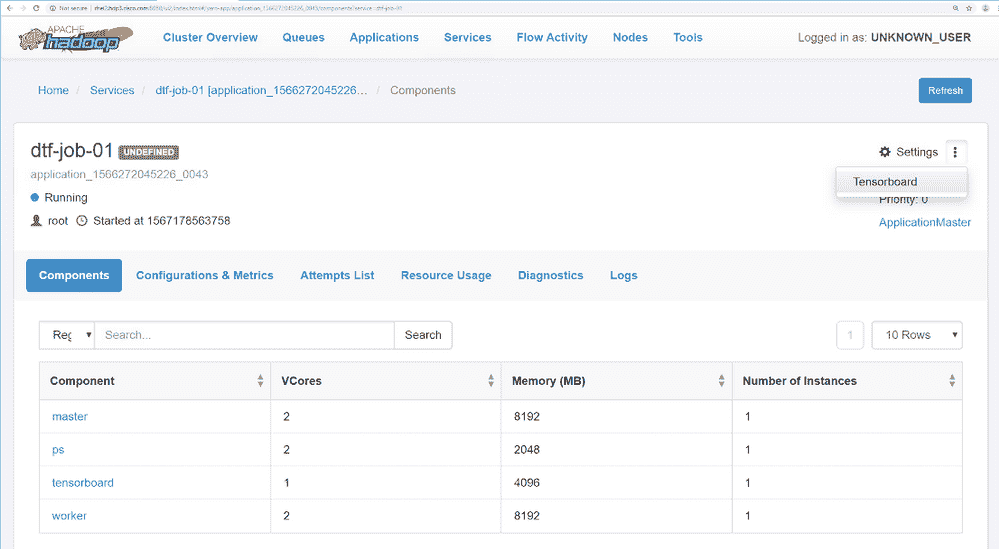 Not secure
APACHE
hadoop
Cluster Overview Queues Applications Services Flow Activity Nodes Tools Logged in as: UNKNOWN_USER
Home / Services / dtf-job-01 [application_1566272045226... / Components Refresh
dtf-job-01 UNDEFINED
Settings
application_1566272045226_0043
Tensorboard
Running
Priority: 0
root Started at 1567178563758
ApplicationMaster
Components Configurations & Metrics Attempts List Resource Usage Diagnostics Logs
Search... Search 1 10 Rows
Component VCores Memory (MB) Number of Instances
master 2 8192 1
ps 2 2048 1
tensorboard 1 4096 1
worker 2 8192 1